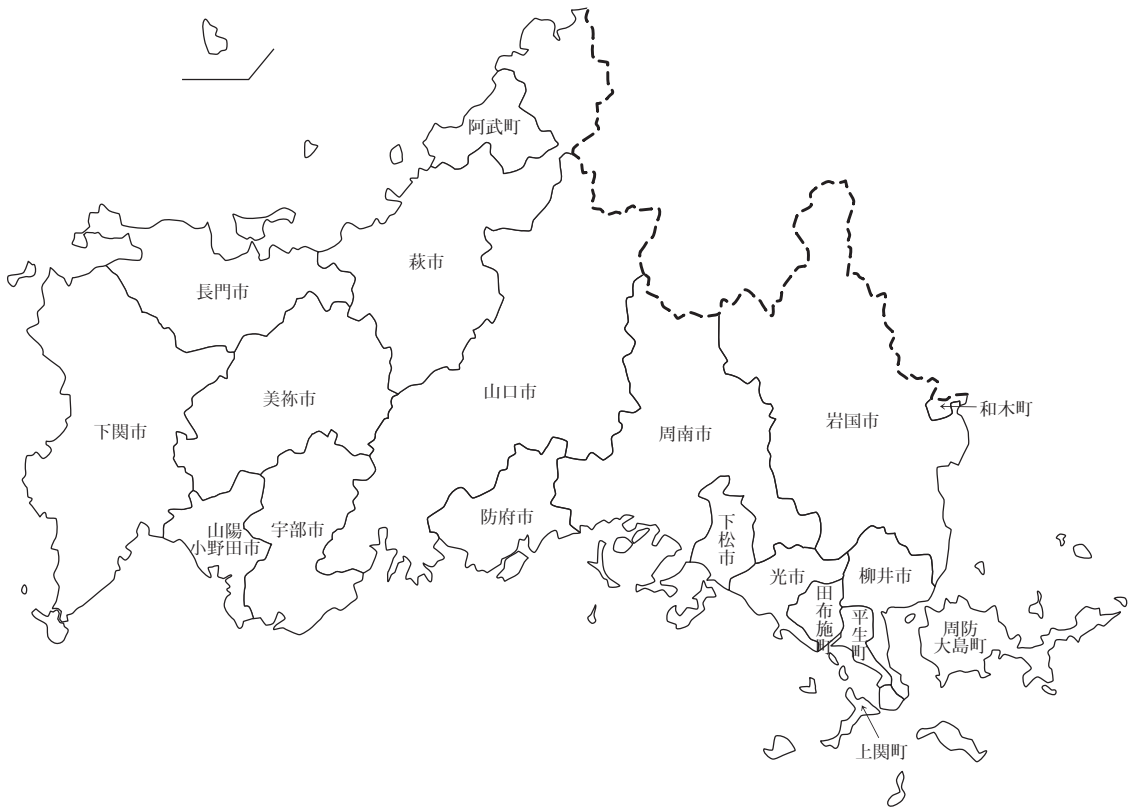 阿武町
萩市
長門市
山口市
美祢市
和木町
岩国市
下関市
周南市
防府市
下松市
山陽
小野田市
宇部市
光市
柳井市
田布施町
平生町
周防
大島町
上関町